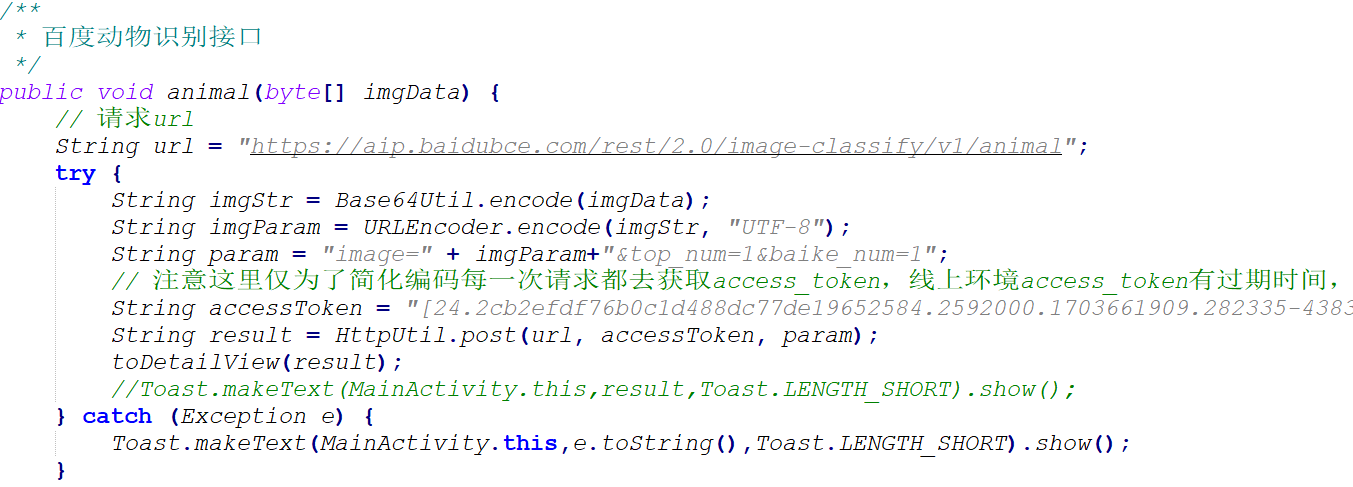 /**
 * 百度动物识别接口
 */
public void animal(byte[] imgData) {
    // 请求url
    String url = "https://aip.baidubce.com/rest/2.0/image-classify/v1/animal";
    try {
        String imgStr = Base64Util.encode(imgData);
        String imgParam = URLEncoder.encode(imgStr, "UTF-8");
        String param = "image=" + imgParam+"&top_num=1&baike_num=1";
        // 注意这里仅为了简化编码每一次请求都去获取access_token，线上环境access_token有过期时间，
        String accessToken = "[24.2cb2efdf76b0c1d488dc77de19652584.2592000.1703661909.282335-4383
        String result = HttpUtil.post(url, accessToken, param);
        toDetailView(result);
        //Toast.makeText(MainActivity.this,result,Toast.LENGTH_SHORT).show();
    } catch (Exception e) {
        Toast.makeText(MainActivity.this,e.toString(),Toast.LENGTH_SHORT).show();
    }